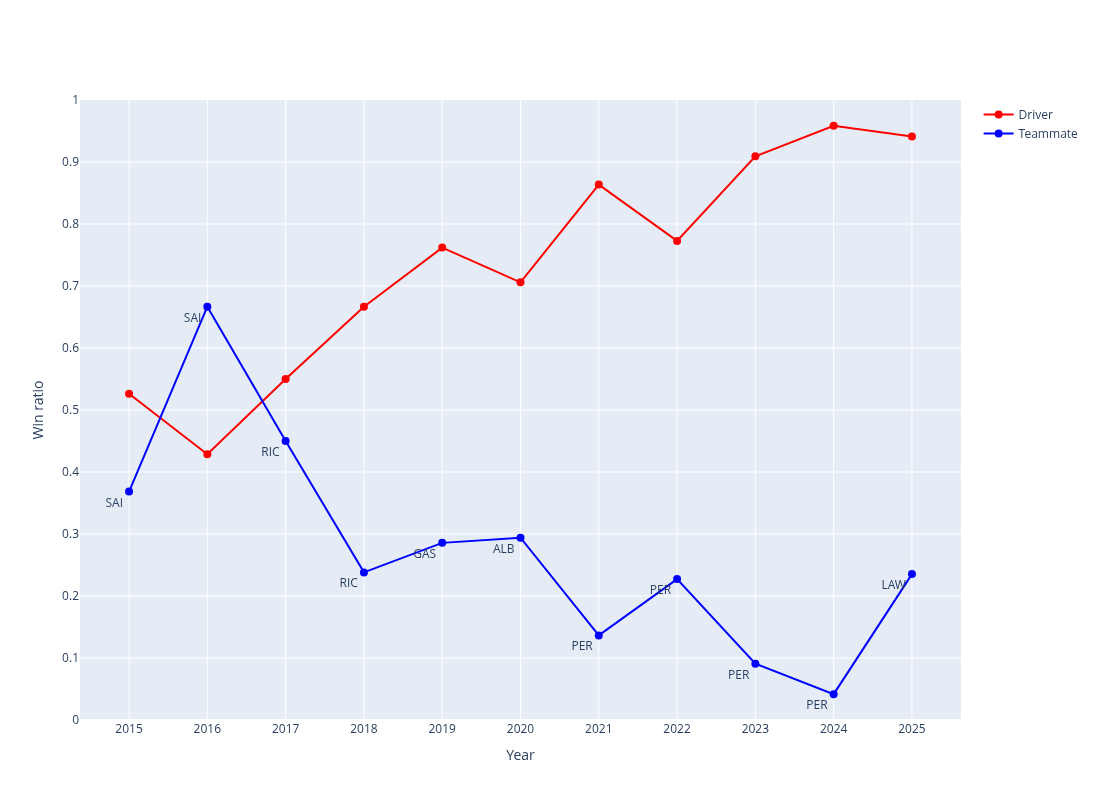 1
0.9
0.8
0.7
0.6
0.5
0.4
0.3
0.2
0.1
0
Win ratio
SAI
SAI
RIC
RIC
GAS
ALB
PER
PER
PER
PER
LAW
2015 2016 2017 2018 2019 2020 2021 2022 2023 2024 2025
Year
Driver
Teammate